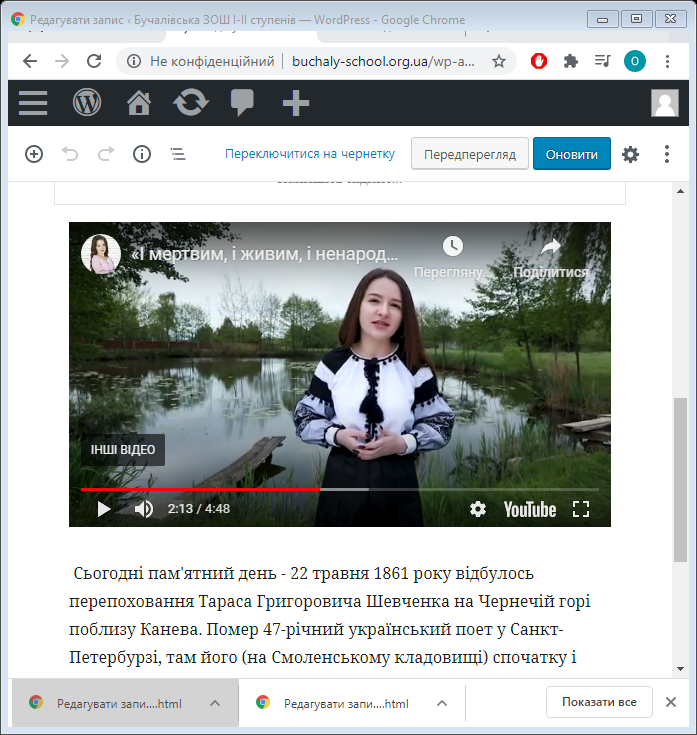 Редагувати запис ‹ Бучалівська ЗОШ І-ІІ ступенів — WordPress - Google Chrome
Не конфіденційний | buchaly-school.org.ua/wp-a...
О
Переключитися на чернетку Передперегляд Оновити
«І мертвим, і живим, і ненарод...
Перегляну... Поділитися
ІНШІ ВІДЕО
2:13 / 4:48 YouTube
Сьогодні пам'ятний день - 22 травня 1861 року відбулось
перепоховання Тараса Григоровича Шевченка на Чернечій горі
поблизу Канева. Помер 47-річний український поет у Санкт-
Петербурзі, там його (на Смоленському кладовищі) спочатку і
Редагувати запи....html Редагувати запи....html Показати все